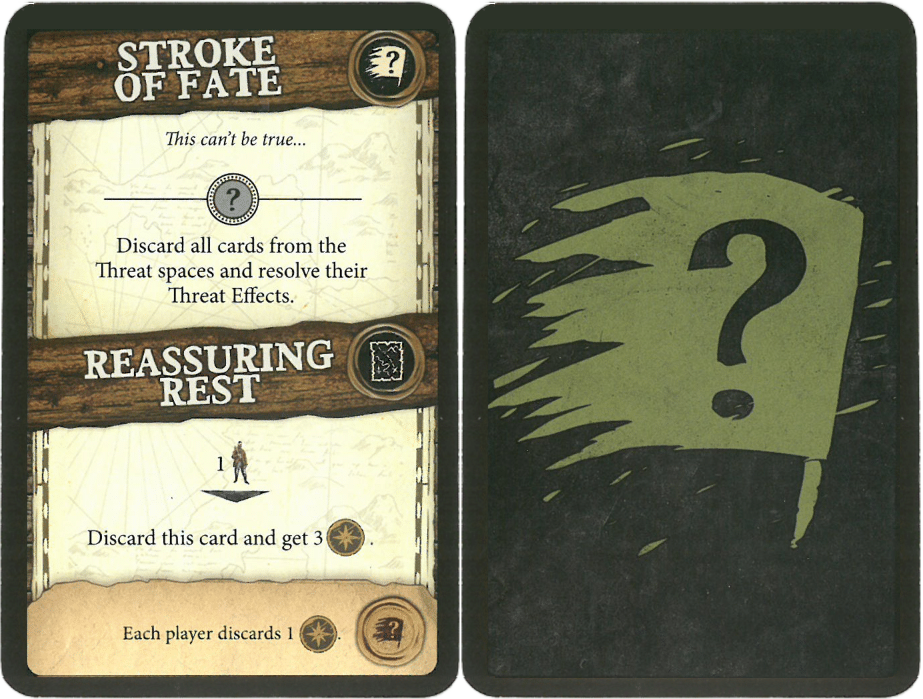 STROKE
OF FATE
?
This can't be true...
?
Discard all cards from the
Threat spaces and resolve their
Threat Effects.
REASSURING
REST
1
Discard this card and get 3 .
Each player discards 1 .
?
?